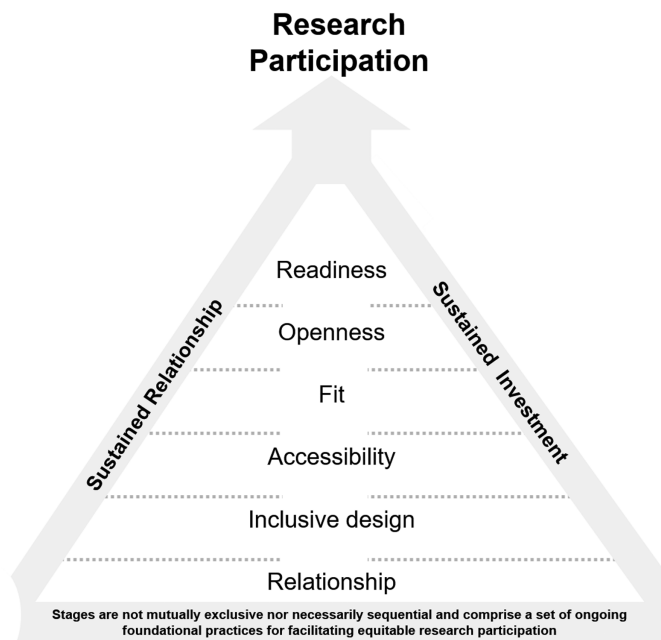 Research
Participation
Readiness
Openness
Fit
Accessibility
Inclusive design
Relationship
Sustained Relationship
Sustained Investment
Stages are not mutually exclusive nor necessarily sequential and comprise a set of ongoing
foundational practices for facilitating equitable research participation